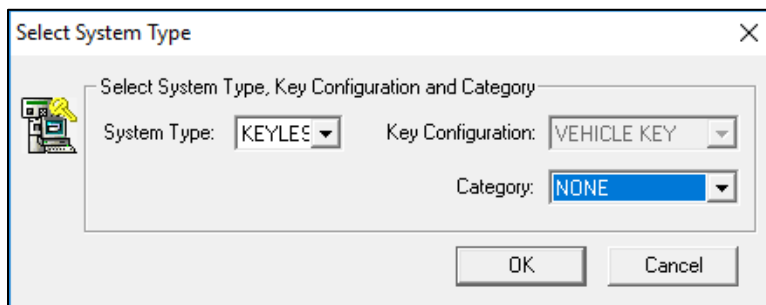 Select System Type
Select System Type, Key Configuration and Category
System Type: KEYLES Key Configuration: VEHICLE KEY
Category: NONE
OK Cancel